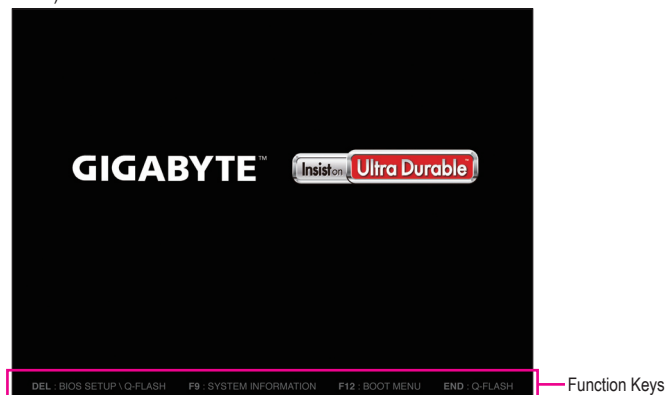 GIGABYTE™ Insist on Ultra Durable™
DEL : BIOS SETUP \ Q-FLASH F9 : SYSTEM INFORMATION F12 : BOOT MENU END : Q-FLASH
Function Keys